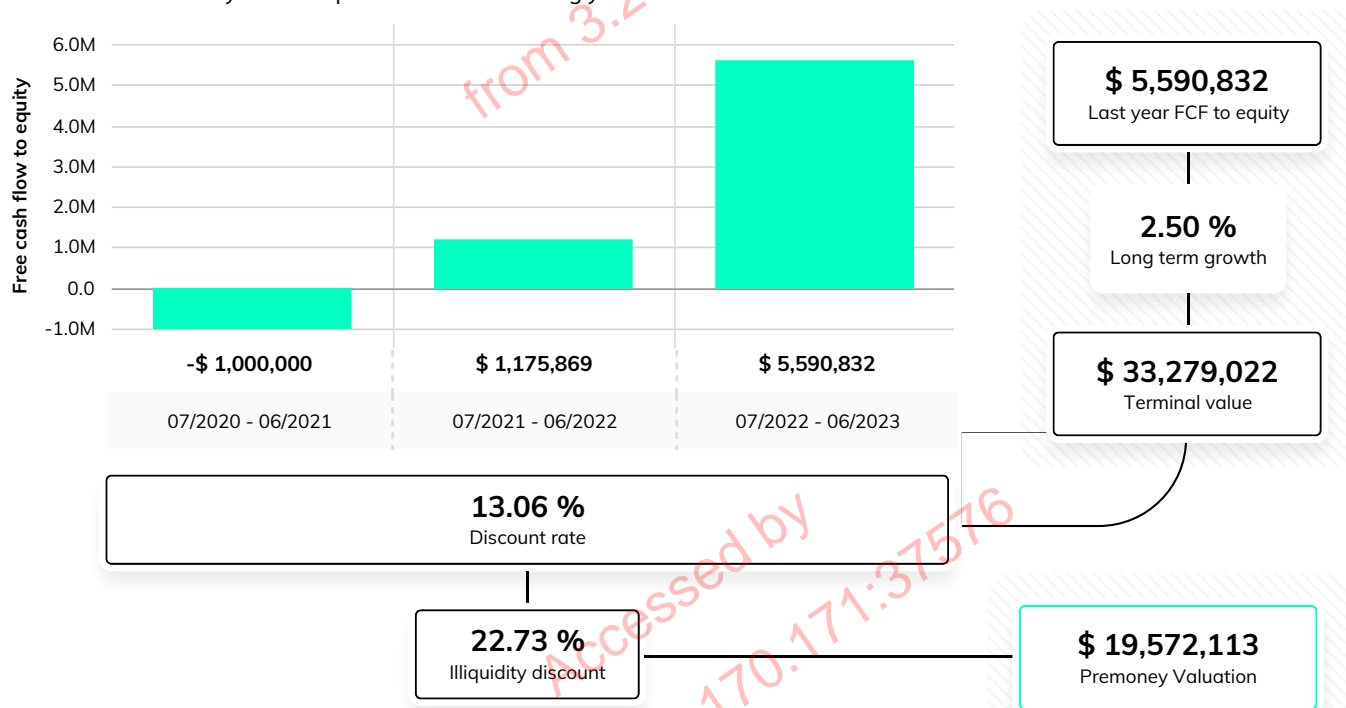 Free cash flow to equity
6.0M
5.0M
4.0M
3.0M
2.0M
1.0M
0.0
-1.0M
-$ 1,000,000
$ 1,175,869
$ 5,590,832
07/2020 - 06/2021
07/2021 - 06/2022
07/2022 - 06/2023
$ 5,590,832
Last year FCF to equity
2.50 %
Long term growth
$ 33,279,022
Terminal value
13.06 %
Discount rate
22.73 %
Illiquidity discount
$ 19,572,113
Premoney Valuation
from 3.2
Accessed by
170.171:37576